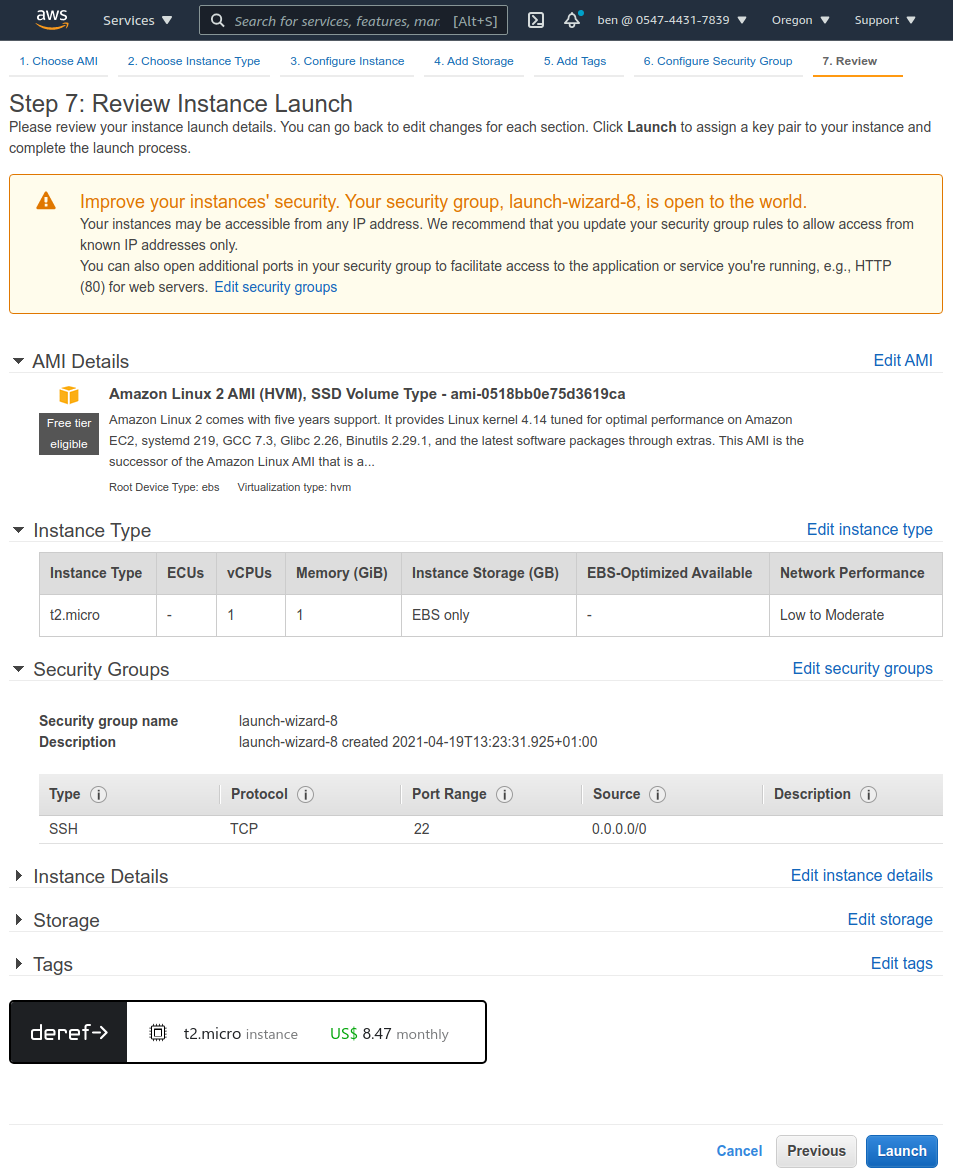 aws Services Search for services, features, mar [Alt+S] ben @ 0547-4431-7839 Oregon Support
1. Choose AMI 2. Choose Instance Type 3. Configure Instance 4. Add Storage 5. Add Tags 6. Configure Security Group 7. Review
Step 7: Review Instance Launch
Please review your instance launch details. You can go back to edit changes for each section. Click Launch to assign a key pair to your instance and
complete the launch process.
Improve your instances' security. Your security group, launch-wizard-8, is open to the world.
Your instances may be accessible from any IP address. We recommend that you update your security group rules to allow access from
known IP addresses only.
You can also open additional ports in your security group to facilitate access to the application or service you're running, e.g., HTTP
(80) for web servers. Edit security groups
AMI Details Edit AMI
Amazon Linux 2 AMI (HVM), SSD Volume Type - ami-0518bb0e75d3619ca
Free tier
eligible
Amazon Linux 2 comes with five years support. It provides Linux kernel 4.14 tuned for optimal performance on Amazon
EC2, systemd 219, GCC 7.3, Glibc 2.26, Binutils 2.29.1, and the latest software packages through extras. This AMI is the
successor of the Amazon Linux AMI that is a...
Root Device Type: ebs Virtualization type: hvm
Instance Type Edit instance type
Instance Type ECUs vCPUs Memory (GiB) Instance Storage (GB) EBS-Optimized Available Network Performance
t2.micro - 1 1 EBS only - Low to Moderate
Security Groups Edit security groups
Security group name launch-wizard-8
Description launch-wizard-8 created 2021-04-19T13:23:31.925+01:00
Type i Protocol i Port Range i Source i Description i
SSH TCP 22 0.0.0.0/0
Instance Details Edit instance details
Storage Edit storage
Tags Edit tags
deref t2.micro instance US$ 8.47 monthly
Cancel Previous Launch